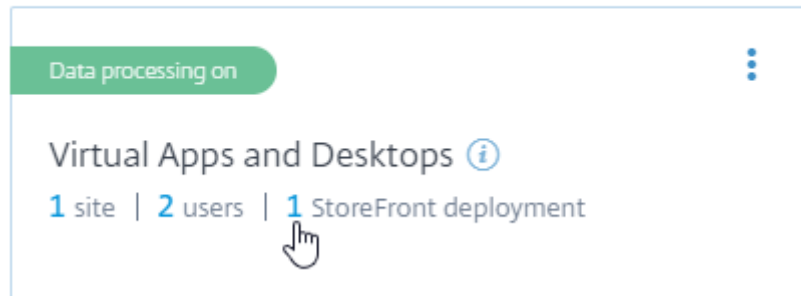 Data processing on
Virtual Apps and Desktops i
1 site | 2 users | 1 StoreFront deployment